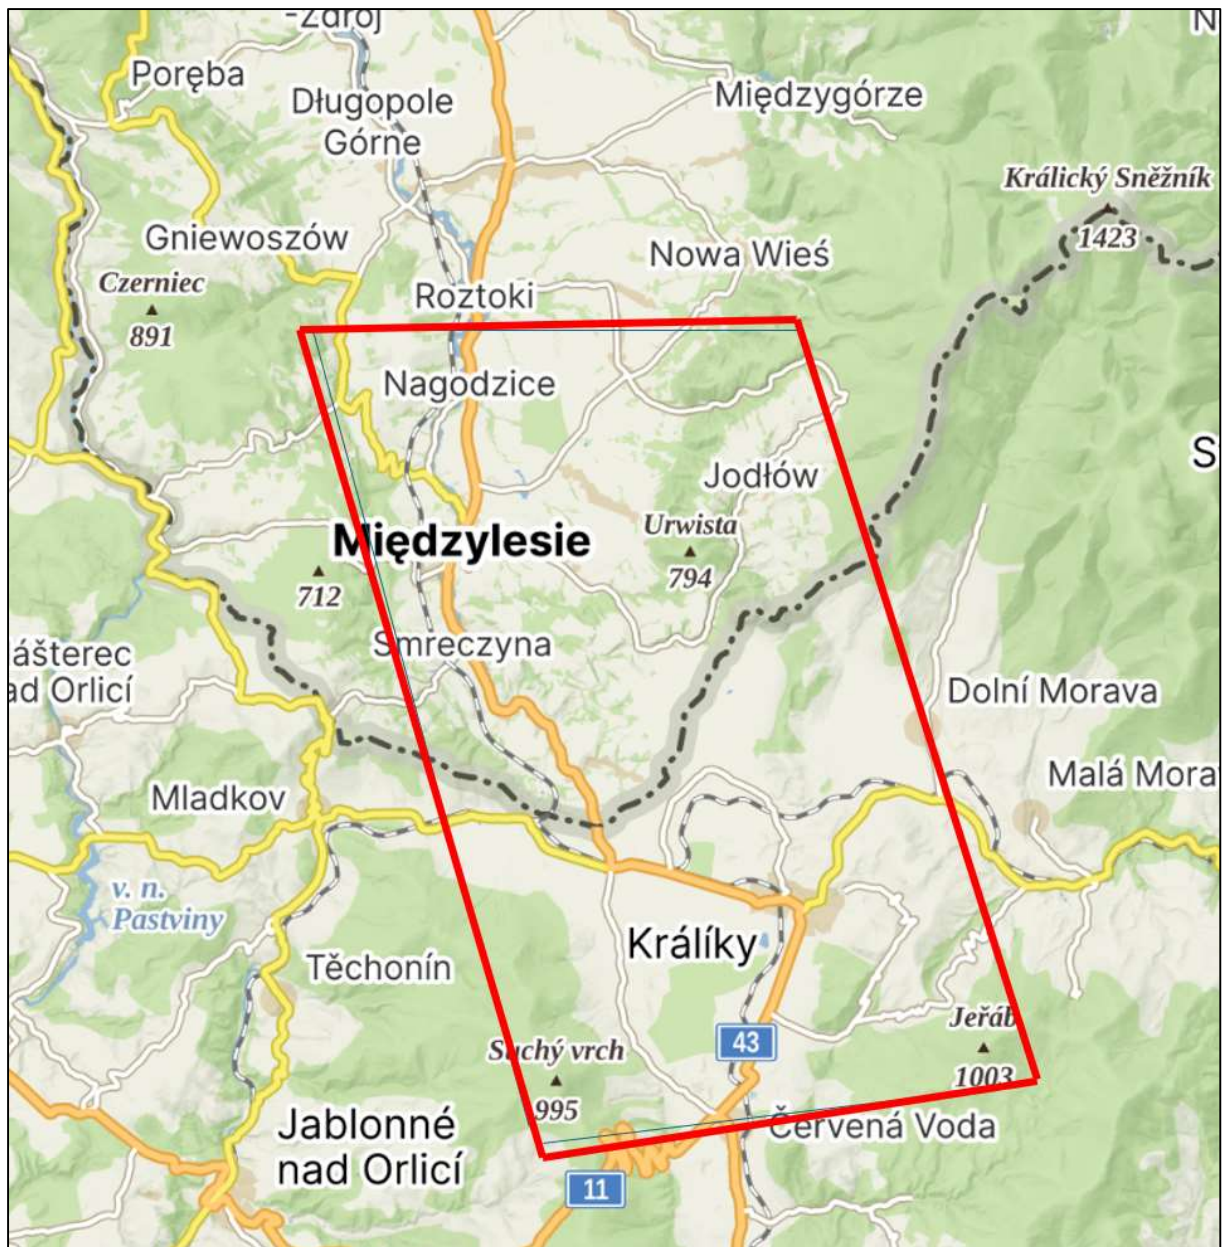 -Zdrój
N
Poręba
Długopole
Górne
Międzygórze
Králický Sněžník
1423
Gniewoszów
Nowa Wieś
Czerniec
891
Roztoki
Nagodzice
S
Jodłów
Urwista
794
Międzylesie
712
Smreczyna
ášterec
ad Orlicí
Dolní Morava
Mladkov
Malá Mora
v. n.
Pastviny
Králíky
Těchonín
Jeřáb
1003
43
Suchý vrch
995
Jablonné
nad Orlicí
Červená Voda
11